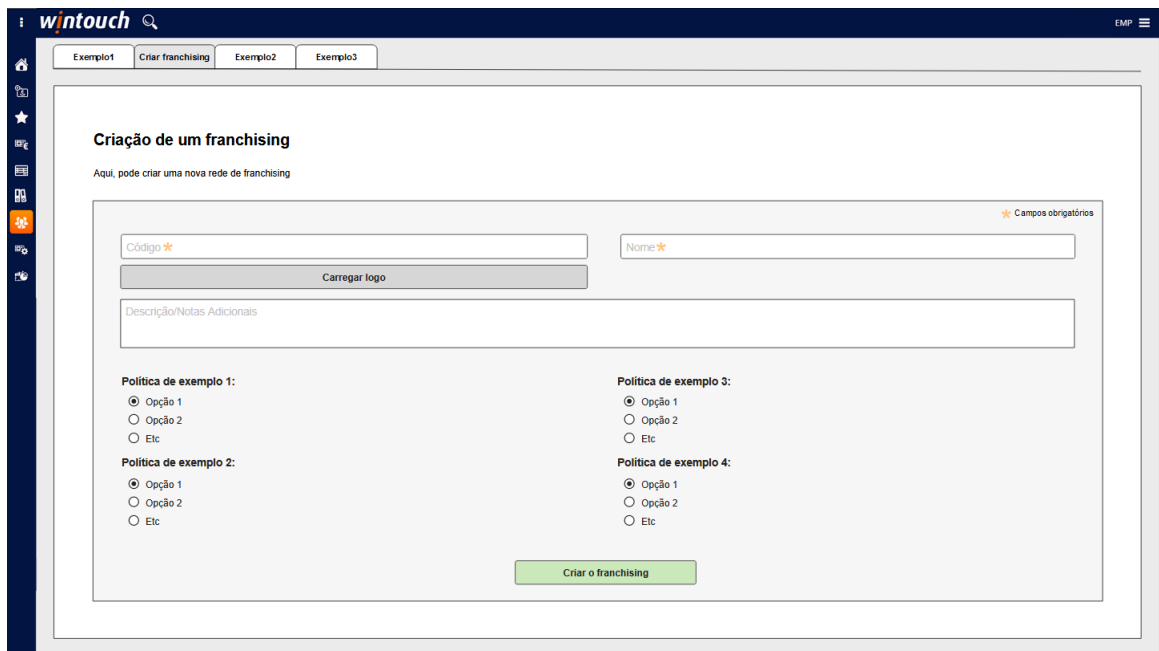 wintouch
EMP
Exemplo1 Criar franchising Exemplo2 Exemplo3
Criação de um franchising
Aqui, pode criar uma nova rede de franchising
* Campos obrigatórios
Código * Nome *
Carregar logo
Descrição/Notas Adicionais
Política de exemplo 1:
Opção 1
Opção 2
Etc
Política de exemplo 2:
Opção 1
Opção 2
Etc
Política de exemplo 3:
Opção 1
Opção 2
Etc
Política de exemplo 4:
Opção 1
Opção 2
Etc
Criar o franchising